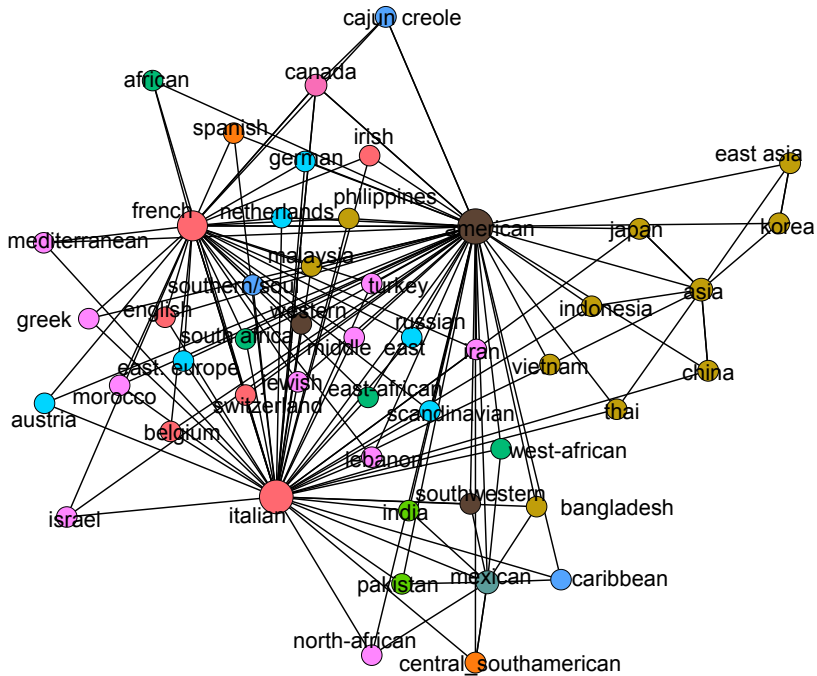 cajun creole
african
canada
spanish
irish
german
east asia
french
netherlands
philippines
american
japan
korea
mediterranean
malaysia
southern/soul
turkey
asia
greek
english
western
russian
indonesia
south africa
middle east
iran
east. europe
vietnam
china
morocco
jewish
switzerland
east-african
scandinavian
thai
austria
belgium
lebanon
west-african
israel
italian
india
southwestern
bangladesh
pakistan
mexican
caribbean
north-african
central_southamerican